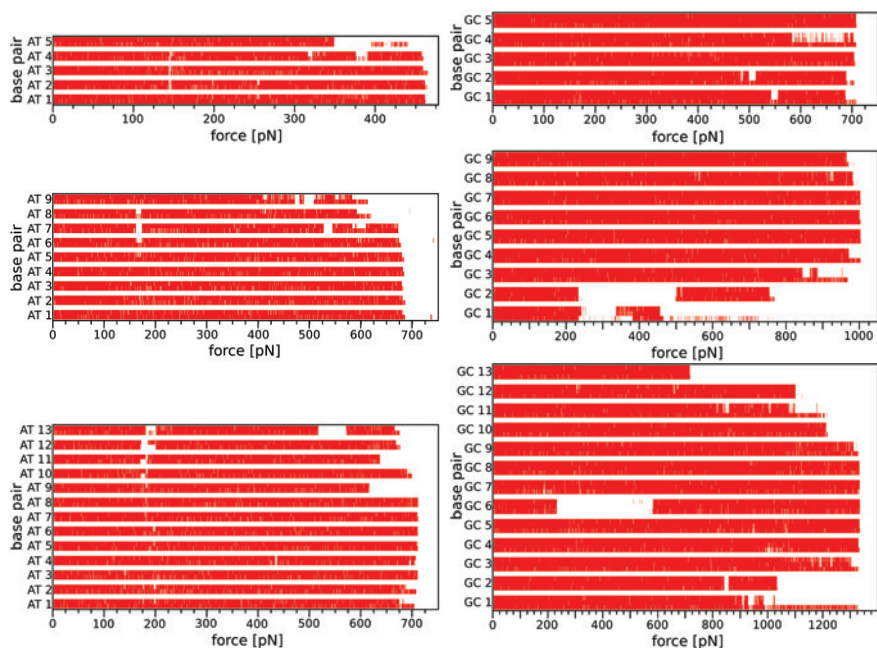 base pair
AT 5
AT 4
AT 3
AT 2
AT 1
0 100 200 300 400
force [pN]
base pair
GC 5
GC 4
GC 3
GC 2
GC 1
0 100 200 300 400 500 600 700
force [pN]
base pair
AT 9
AT 8
AT 7
AT 6
AT 5
AT 4
AT 3
AT 2
AT 1
0 100 200 300 400 500 600 700
force [pN]
base pair
GC 9
GC 8
GC 7
GC 6
GC 5
GC 4
GC 3
GC 2
GC 1
0 200 400 600 800 1000
force [pN]
base pair
AT 13
AT 12
AT 11
AT 10
AT 9
AT 8
AT 7
AT 6
AT 5
AT 4
AT 3
AT 2
AT 1
0 100 200 300 400 500 600 700
force [pN]
base pair
GC 13
GC 12
GC 11
GC 10
GC 9
GC 8
GC 7
GC 6
GC 5
GC 4
GC 3
GC 2
GC 1
0 200 400 600 800 1000 1200
force [pN]